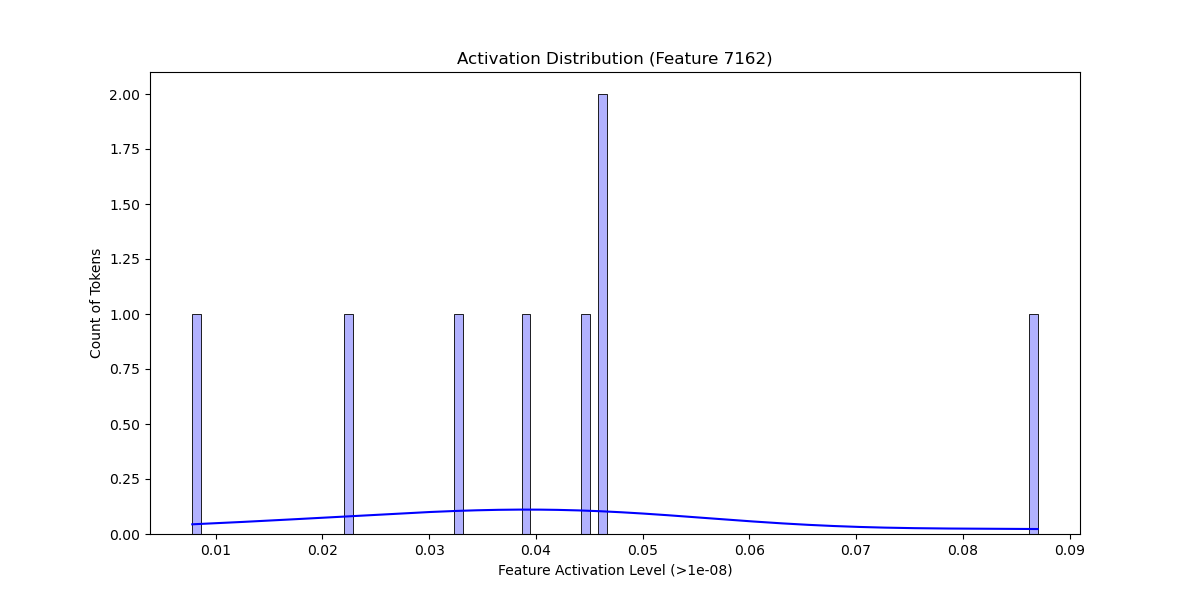 Activation Distribution (Feature 7162)
2.00
1.75
1.50
1.25
1.00
0.75
0.50
0.25
0.00
Count of Tokens
0.01 0.02 0.03 0.04 0.05 0.06 0.07 0.08 0.09
Feature Activation Level (>1e-08)